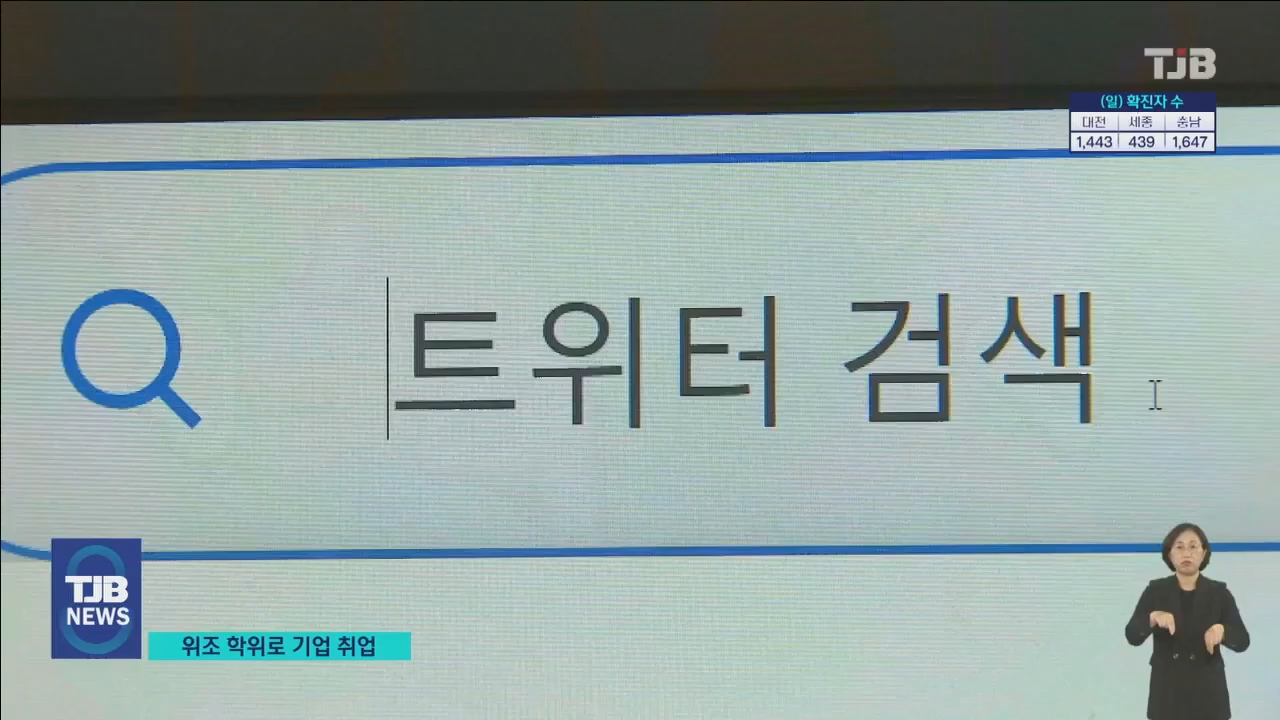 TJB
(일) 확진자 수
대전 세종 충남
1,443 439 1,647
트위터 검색
TJB
NEWS
8
위조 학위로 기업 취업